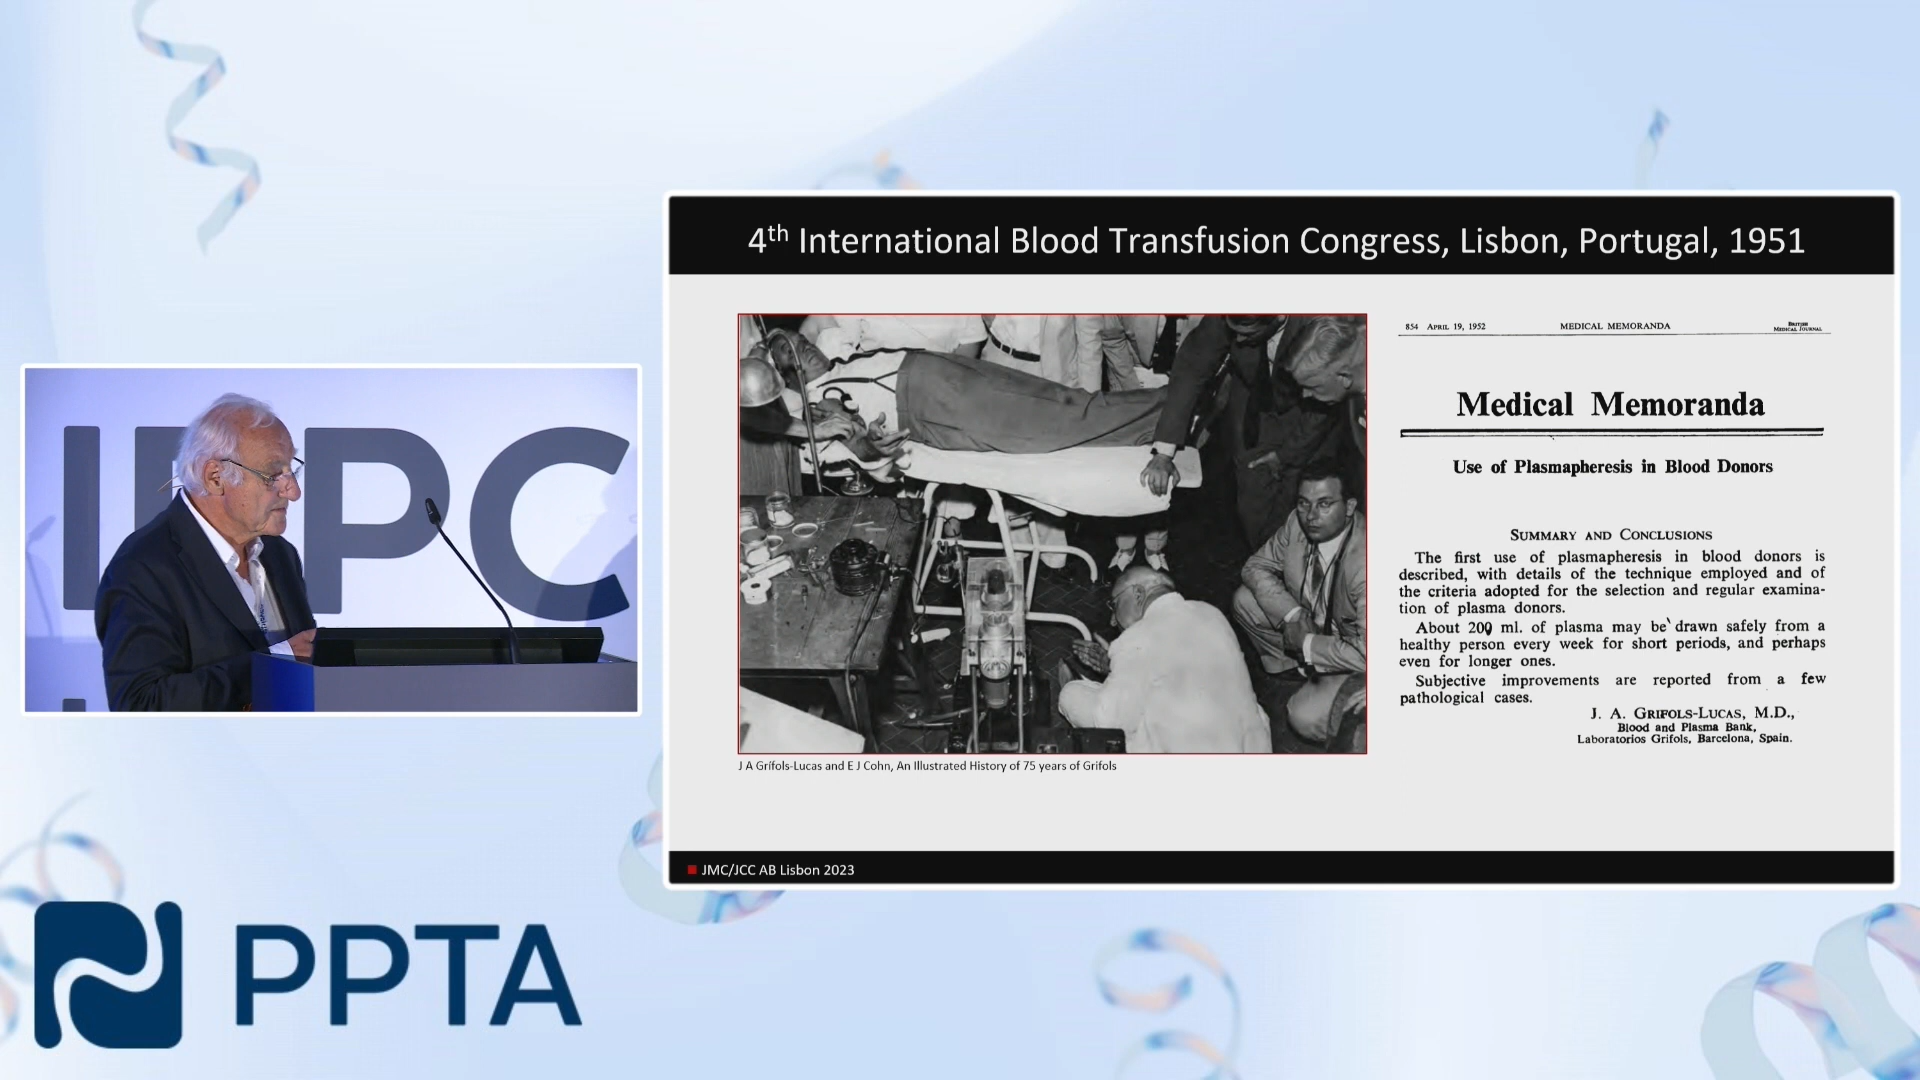 4th International Blood Transfusion Congress, Lisbon, Portugal, 1951
854 APRIL 19, 1952 MEDICAL MEMORANDA BRITISH MEDICAL JOURNAL
Medical Memoranda
Use of Plasmapheresis in Blood Donors
SUMMARY AND CONCLUSIONS
The first use of plasmapheresis in blood donors is
described, with details of the technique employed and of
the criteria adopted for the selection and regular examina-
tion of plasma donors.
About 200 ml. of plasma may be drawn safely from a
healthy person every week for short periods, and perhaps
even for longer ones.
Subjective improvements are reported from a few
pathological cases.
J. A. GRIFOLS-LUCAS, M.D.,
Blood and Plasma Bank,
Laboratorios Grifols, Barcelona, Spain.
J A Grífols-Lucas and E J Cohn, An Illustrated History of 75 years of Grifols
JMC/JCC AB Lisbon 2023
PC
PPTA